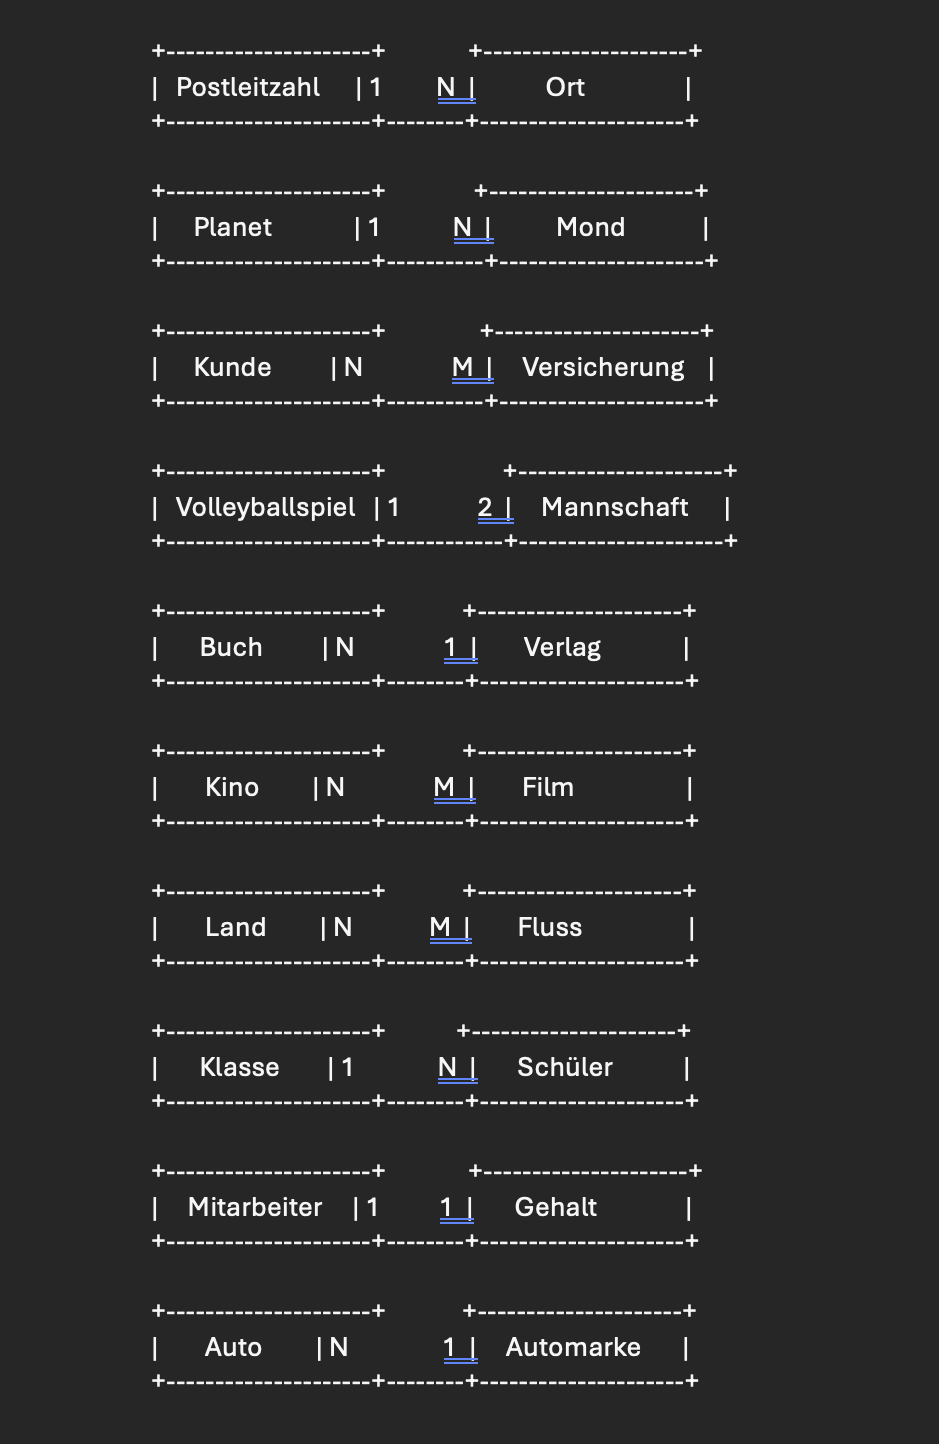 +---------------------+ +---------------------+
| Postleitzahl | 1 N | Ort |
+---------------------+--------+---------------------+
+---------------------+ +---------------------+
| Planet | 1 N | Mond |
+---------------------+----------+---------------------+
+---------------------+ +---------------------+
| Kunde | N M | Versicherung |
+---------------------+----------+---------------------+
+---------------------+ +---------------------+
| Volleyballspiel | 1 2 | Mannschaft |
+---------------------+------------+---------------------+
+---------------------+ +---------------------+
| Buch | N 1 | Verlag |
+---------------------+--------+---------------------+
+---------------------+ +---------------------+
| Kino | N M | Film |
+---------------------+--------+---------------------+
+---------------------+ +---------------------+
| Land | N M | Fluss |
+---------------------+--------+---------------------+
+---------------------+ +---------------------+
| Klasse | 1 N | Schüler |
+---------------------+--------+---------------------+
+---------------------+ +---------------------+
| Mitarbeiter | 1 1 | Gehalt |
+---------------------+--------+---------------------+
+---------------------+ +---------------------+
| Auto | N 1 | Automarke |
+---------------------+--------+---------------------+